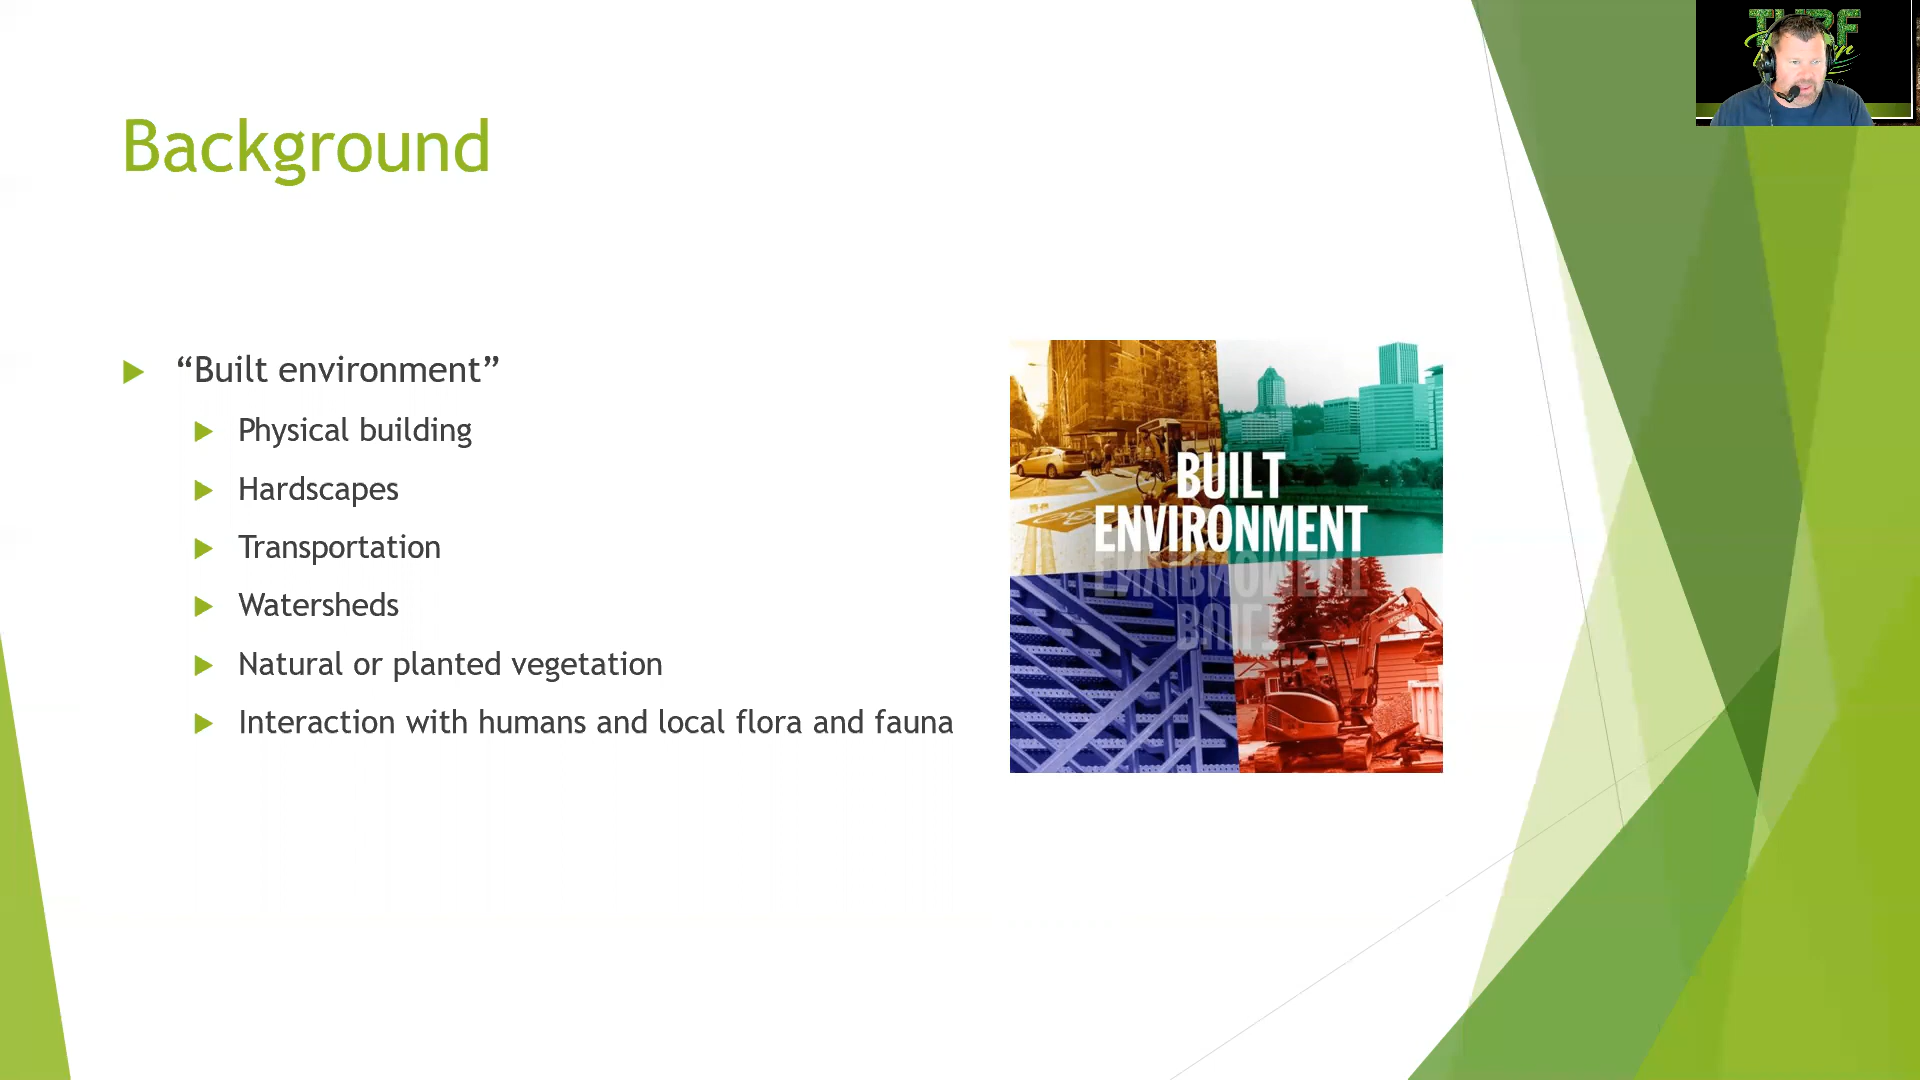 TURF
Background
“Built environment”
Physical building
Hardscapes
Transportation
Watersheds
Natural or planted vegetation
Interaction with humans and local flora and fauna
BUILT
ENVIRONMENT